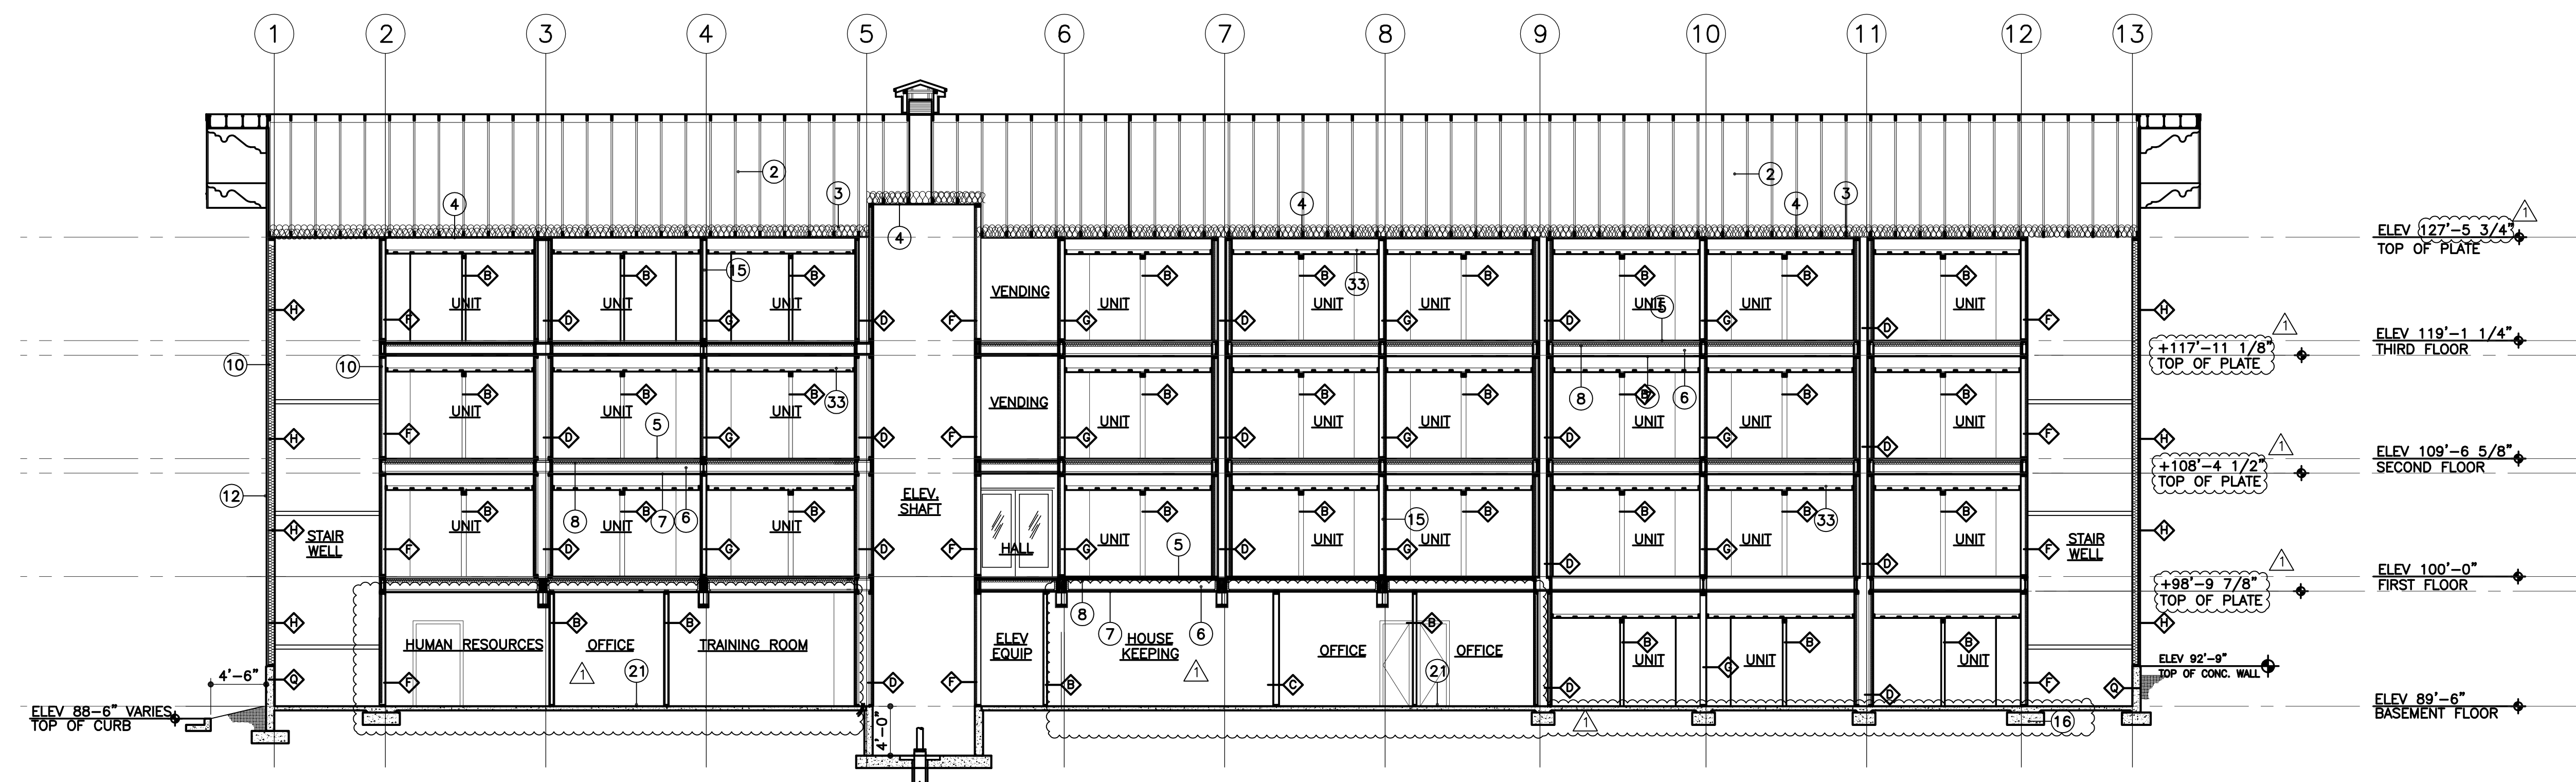 1 2 3 4 5 6 7 8 9 10 11 12 13
2 2
3 3
4 4 4
4
1
ELEV 127'-5 3/4"
TOP OF PLATE
B B 15 B B B 33 B B B B
UNIT UNIT UNIT VENDING UNIT UNIT UNIT UNIT 5 UNIT UNIT
H H
F D G D F G D G D G D F
1
ELEV 119'-1 1/4"
THIRD FLOOR
+117'-11 1/8"
TOP OF PLATE
10 10
B B B 33 B B B 8 B 6 B B
UNIT UNIT UNIT VENDING UNIT UNIT UNIT UNIT UNIT UNIT
5
H F D G D F G D G D G D F H
1
ELEV 109'-6 5/8"
SECOND FLOOR
+108'-4 1/2"
TOP OF PLATE
12
ELEV.
SHAFT
B 8 B 7 6 B B B B B B 33 B
15
UNIT UNIT UNIT UNIT UNIT UNIT UNIT UNIT UNIT
H H
STAIR
WELL
HALL
5
STAIR
WELL
F D G D F G D G D G D F
1
ELEV 100'-0"
FIRST FLOOR
+98'-9 7/8"
TOP OF PLATE
8 7 6
H B B B H
HUMAN RESOURCES OFFICE TRAINING ROOM
ELEV
EQUIP
HOUSE
KEEPING
OFFICE OFFICE
B B B
UNIT UNIT UNIT
G
1 1
ELEV 92'-9"
TOP OF CONC. WALL
4'-6"
Q F 21 D F B C 21 D D F Q
ELEV 88-6" VARIES
TOP OF CURB
4'-0"
1
16
ELEV 89'-6"
BASEMENT FLOOR